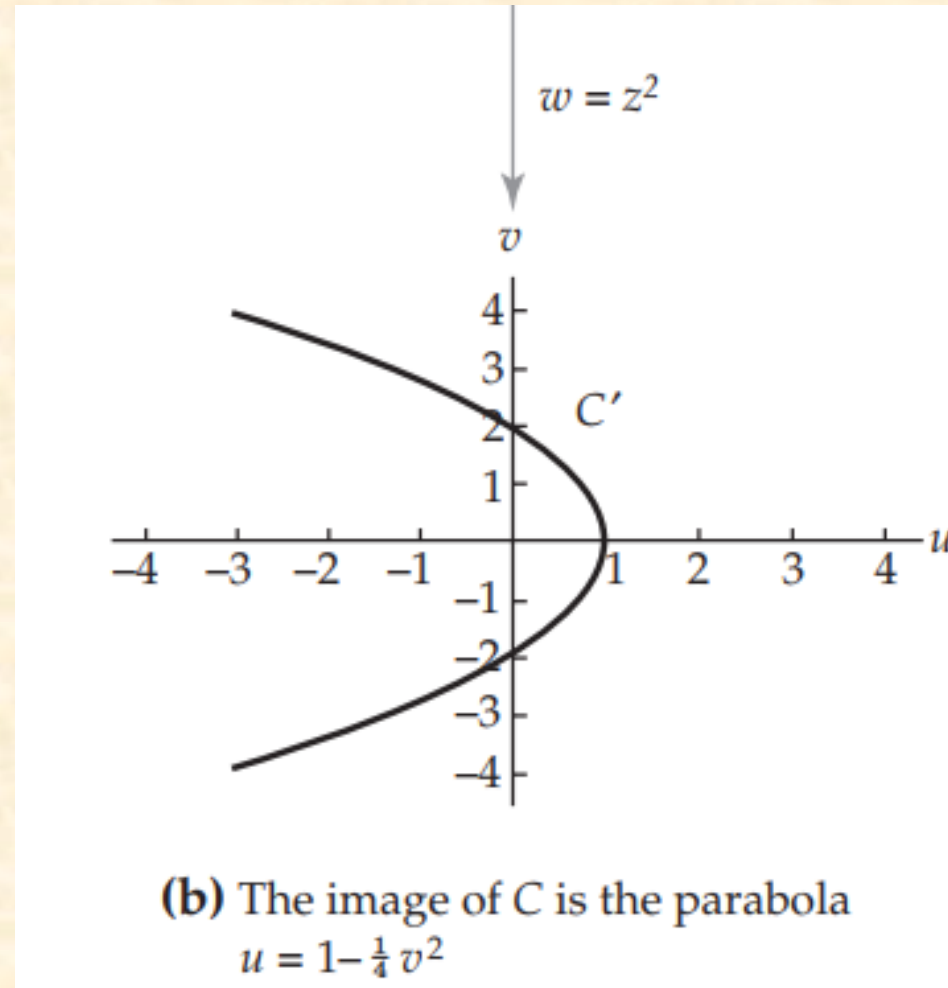 w = z²
v
4
3
C′
2
1
–4 –3 –2 –1 1 2 3 4 u
–1
–2
–3
–4
(b) The image of C is the parabola
u = 1– ¼ v²